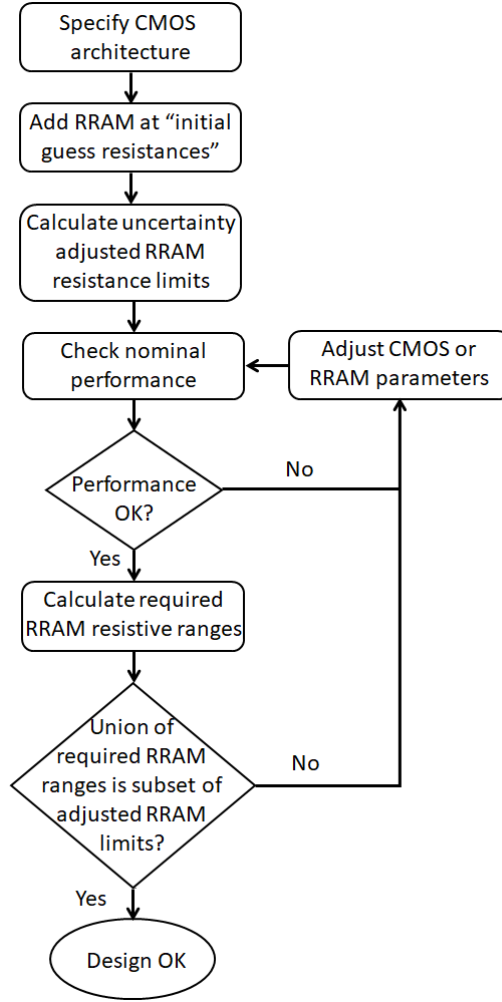 Specify CMOS
architecture
Add RRAM at “initial
guess resistances”
Calculate uncertainty
adjusted RRAM
resistance limits
Check nominal
performance
Adjust CMOS or
RRAM parameters
Performance
OK?
No
Yes
Calculate required
RRAM resistive ranges
Union of
required RRAM
ranges is subset of
adjusted RRAM
limits?
No
Yes
Design OK